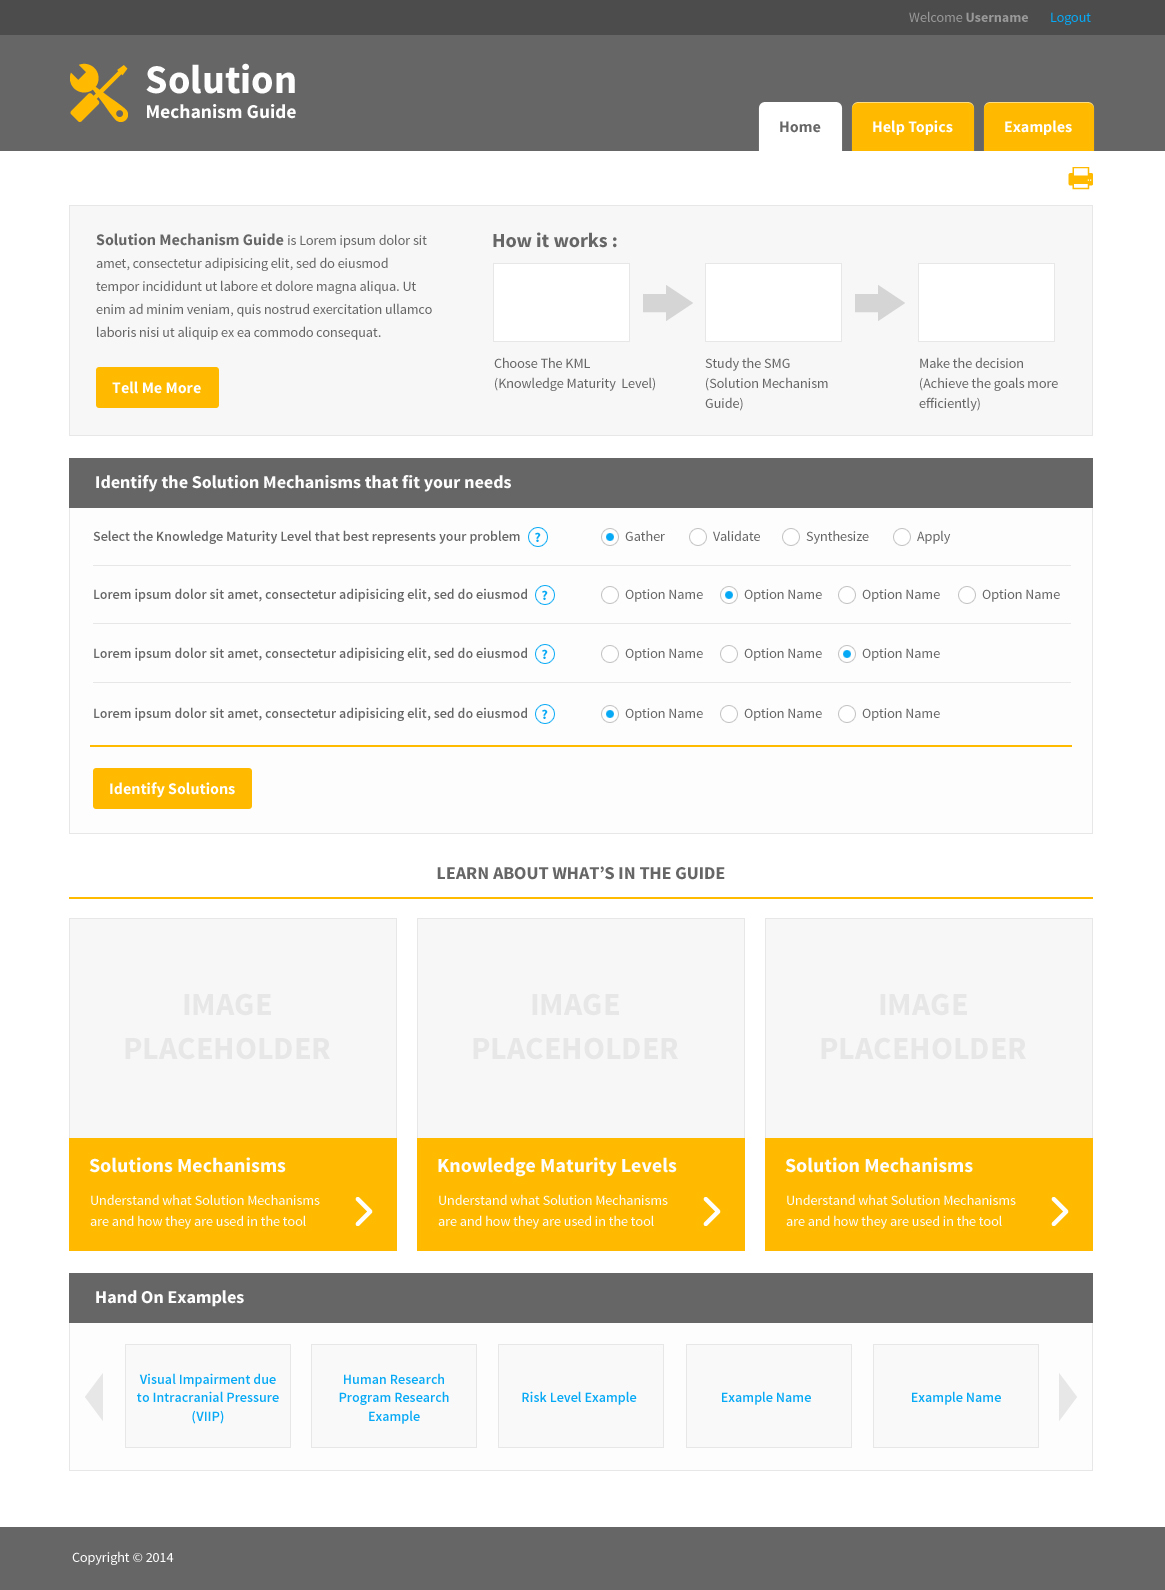 Welcome Username Logout
Solution
Mechanism Guide
Home
Help Topics
Examples
Solution Mechanism Guide is Lorem ipsum dolor sit
amet, consectetur adipisicing elit, sed do eiusmod
tempor incididunt ut labore et dolore magna aliqua. Ut
enim ad minim veniam, quis nostrud exercitation ullamco
laboris nisi ut aliquip ex ea commodo consequat.
Tell Me More
How it works :
Choose The KML
(Knowledge Maturity Level)
Study the SMG
(Solution Mechanism
Guide)
Make the decision
(Achieve the goals more
efficiently)
Identify the Solution Mechanisms that fit your needs
Select the Knowledge Maturity Level that best represents your problem ? Gather Validate Synthesize Apply
Lorem ipsum dolor sit amet, consectetur adipisicing elit, sed do eiusmod ? Option Name Option Name Option Name Option Name
Lorem ipsum dolor sit amet, consectetur adipisicing elit, sed do eiusmod ? Option Name Option Name Option Name
Lorem ipsum dolor sit amet, consectetur adipisicing elit, sed do eiusmod ? Option Name Option Name Option Name
Identify Solutions
LEARN ABOUT WHAT’S IN THE GUIDE
IMAGE
PLACEHOLDER
Solutions Mechanisms
Understand what Solution Mechanisms
are and how they are used in the tool
IMAGE
PLACEHOLDER
Knowledge Maturity Levels
Understand what Solution Mechanisms
are and how they are used in the tool
IMAGE
PLACEHOLDER
Solution Mechanisms
Understand what Solution Mechanisms
are and how they are used in the tool
Hand On Examples
Visual Impairment due
to Intracranial Pressure
(VIIP)
Human Research
Program Research
Example
Risk Level Example
Example Name
Example Name
Copyright © 2014